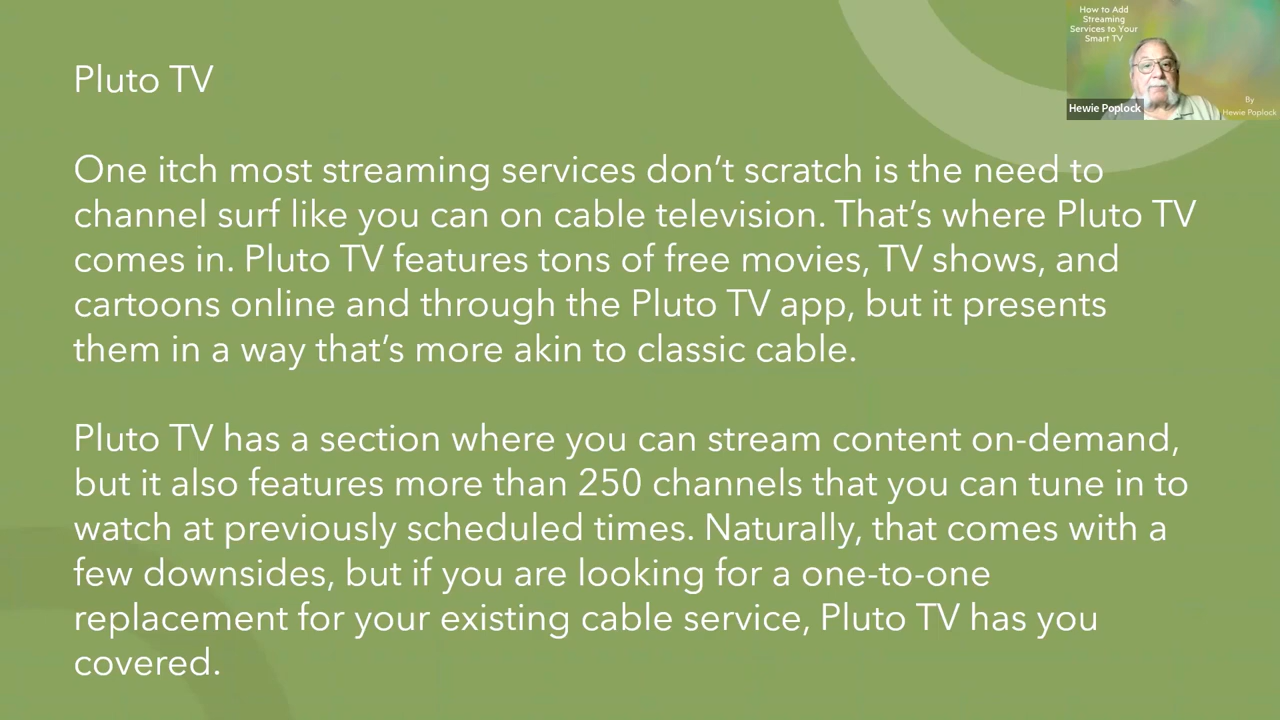 Pluto TV
One itch most streaming services don’t scratch is the need to
channel surf like you can on cable television. That’s where Pluto TV
comes in. Pluto TV features tons of free movies, TV shows, and
cartoons online and through the Pluto TV app, but it presents
them in a way that’s more akin to classic cable.
Pluto TV has a section where you can stream content on-demand,
but it also features more than 250 channels that you can tune in to
watch at previously scheduled times. Naturally, that comes with a
few downsides, but if you are looking for a one-to-one
replacement for your existing cable service, Pluto TV has you
covered.
How to Add
Streaming
Services to Your
Smart TV
Hewie Poplock
By
Hewie Poplock